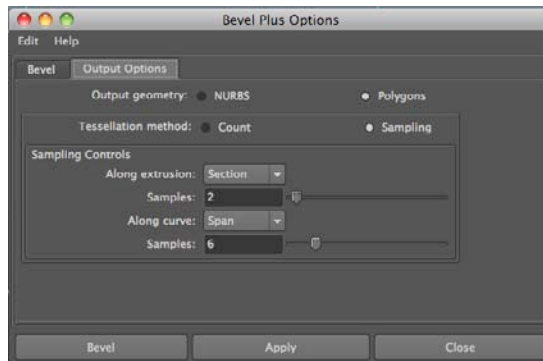 Bevel Plus Options
Edit Help
Bevel Output Options
Output geometry: NURBS Polygons
Tessellation method: Count Sampling
Sampling Controls
Along extrusion: Section
Samples: 2
Along curve: Span
Samples: 6
Bevel Apply Close